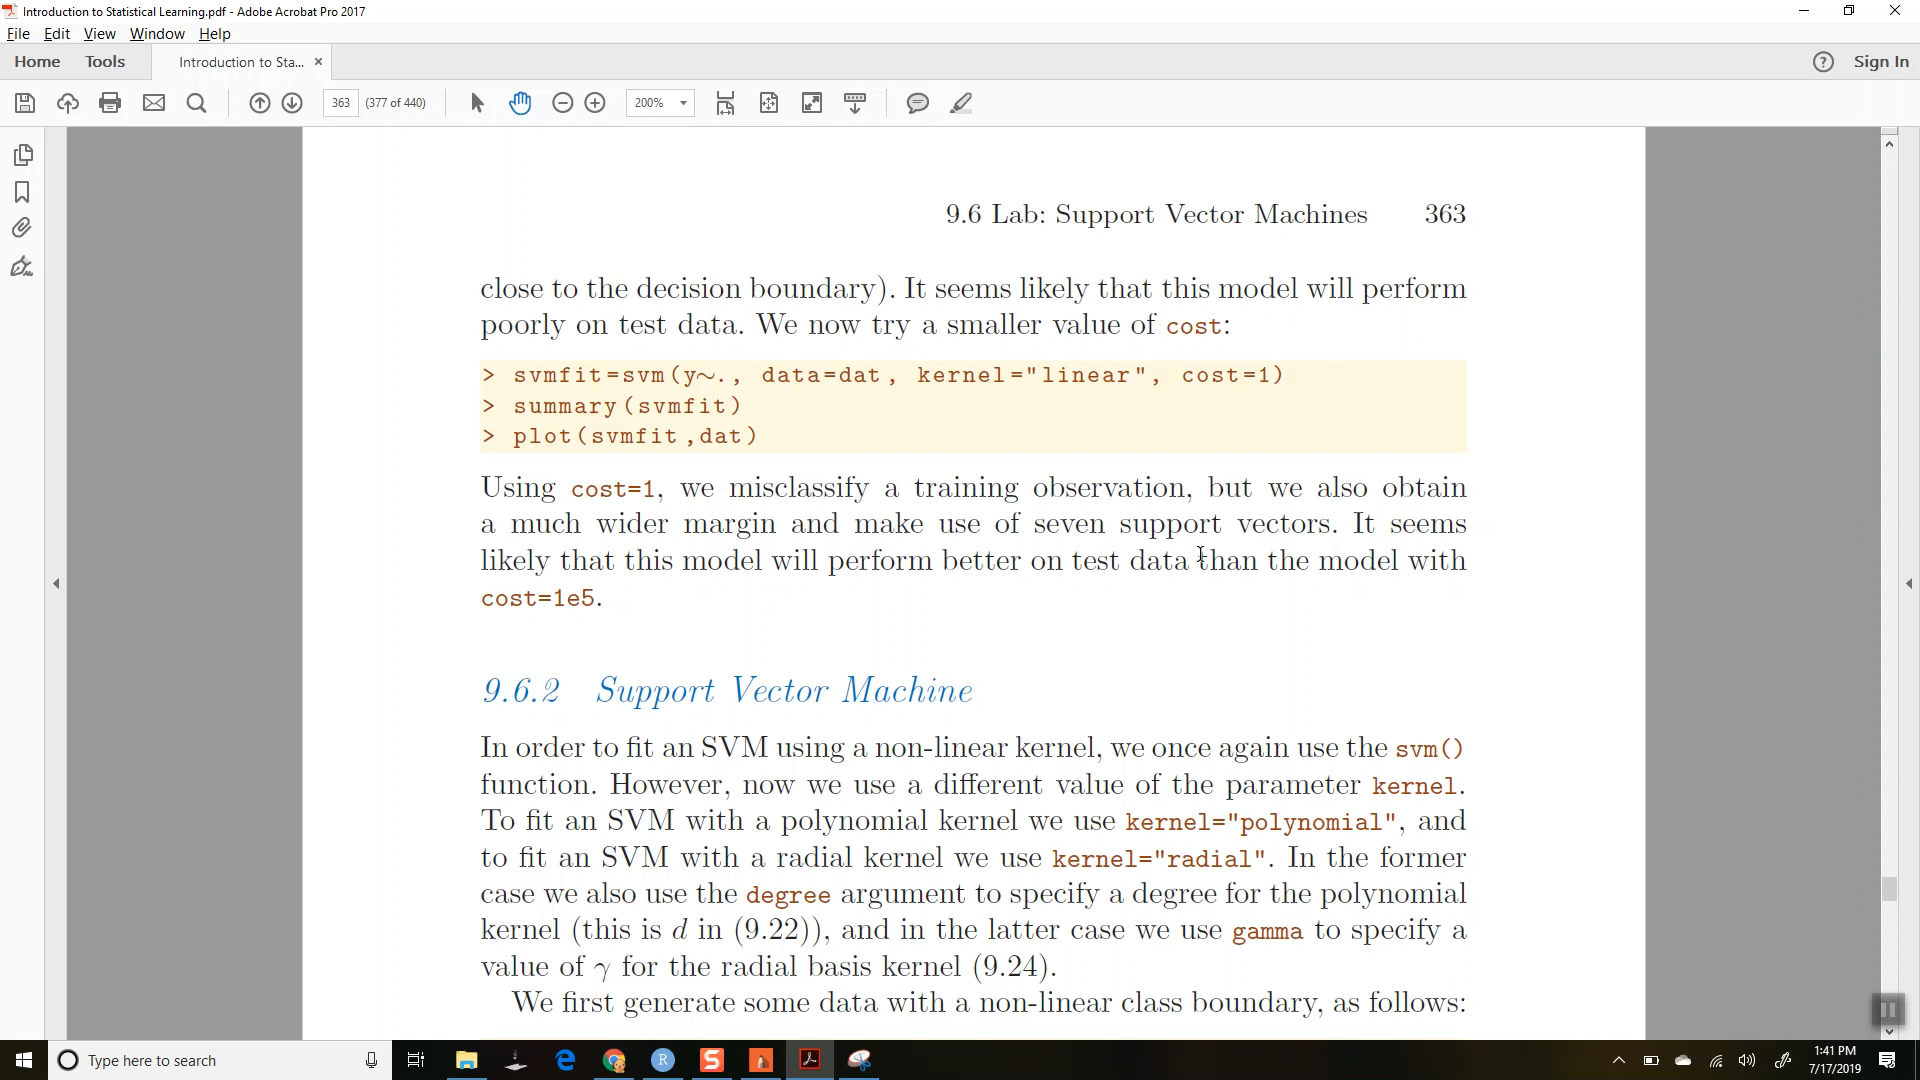 Introduction to Statistical Learning.pdf - Adobe Acrobat Pro 2017
File Edit View Window Help
Home Tools Introduction to Sta... × Sign In
363 (377 of 440) 200%
9.6 Lab: Support Vector Machines 363
close to the decision boundary). It seems likely that this model will perform
poorly on test data. We now try a smaller value of cost:
> svmfit=svm(y~., data=dat, kernel="linear", cost=1)
> summary(svmfit)
> plot(svmfit,dat)
Using cost=1, we misclassify a training observation, but we also obtain
a much wider margin and make use of seven support vectors. It seems
likely that this model will perform better on test data than the model with
cost=1e5.
9.6.2 Support Vector Machine
In order to fit an SVM using a non-linear kernel, we once again use the svm()
function. However, now we use a different value of the parameter kernel.
To fit an SVM with a polynomial kernel we use kernel="polynomial", and
to fit an SVM with a radial kernel we use kernel="radial". In the former
case we also use the degree argument to specify a degree for the polynomial
kernel (this is d in (9.22)), and in the latter case we use gamma to specify a
value of γ for the radial basis kernel (9.24).
We first generate some data with a non-linear class boundary, as follows:
Type here to search
1:41 PM
7/17/2019